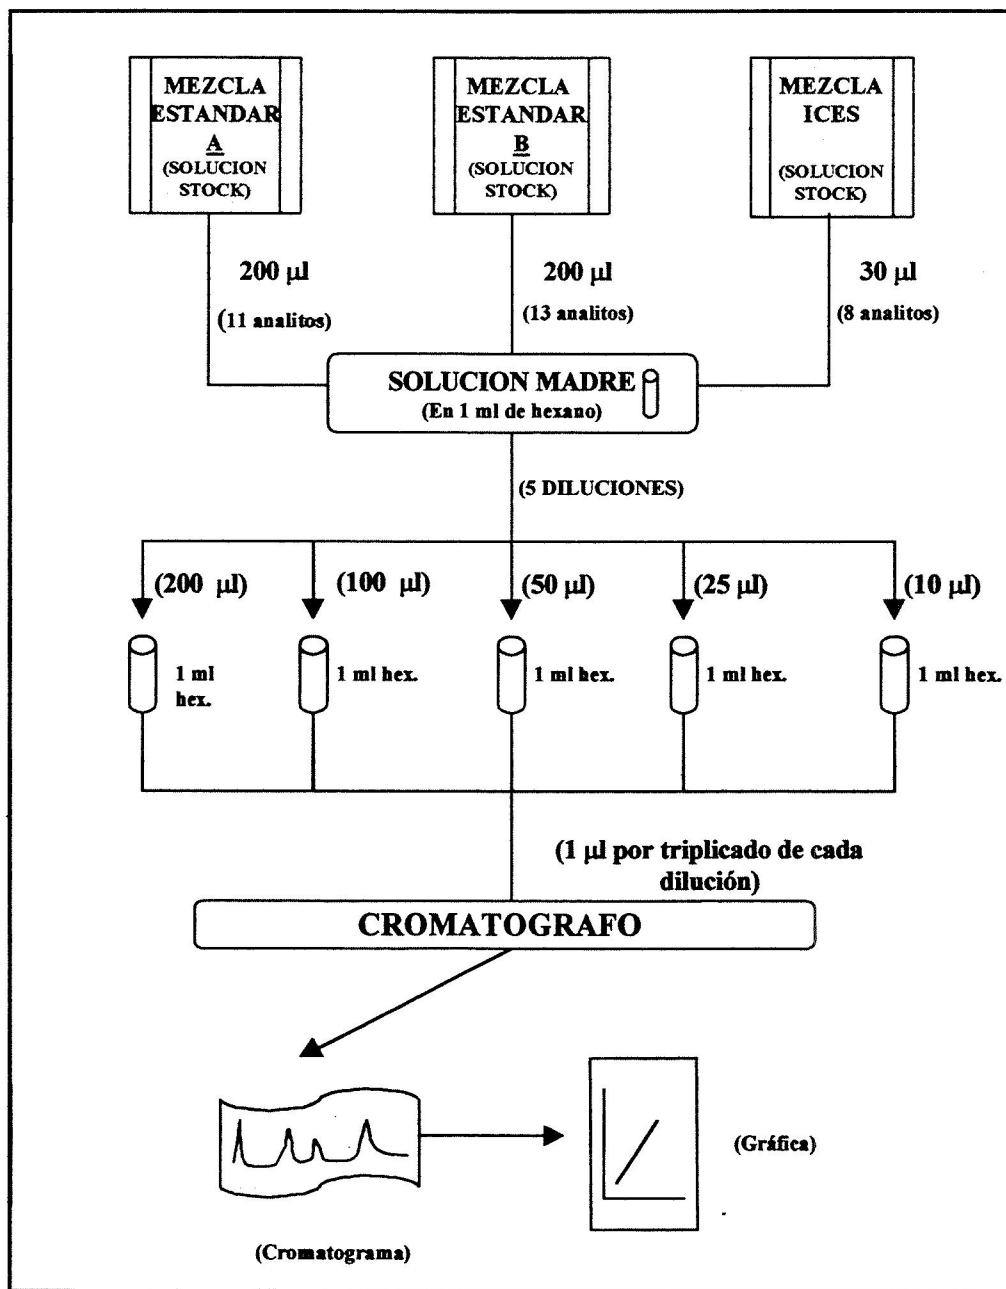 MEZCLA
ESTANDAR
A
(SOLUCION
STOCK)
MEZCLA
ESTANDAR
B
(SOLUCION
STOCK)
MEZCLA
ICES
(SOLUCION
STOCK)
200 µl
(11 analitos)
200 µl
(13 analitos)
30 µl
(8 analitos)
SOLUCION MADRE
(En 1 ml de hexano)
(5 DILUCIONES)
(200 µl)
(100 µl)
(50 µl)
(25 µl)
(10 µl)
1 ml
hex.
1 ml hex.
1 ml hex.
1 ml hex.
1 ml hex.
(1 µl por triplicado de cada
dilución)
CROMATOGRAFO
(Gráfica)
(Cromatograma)